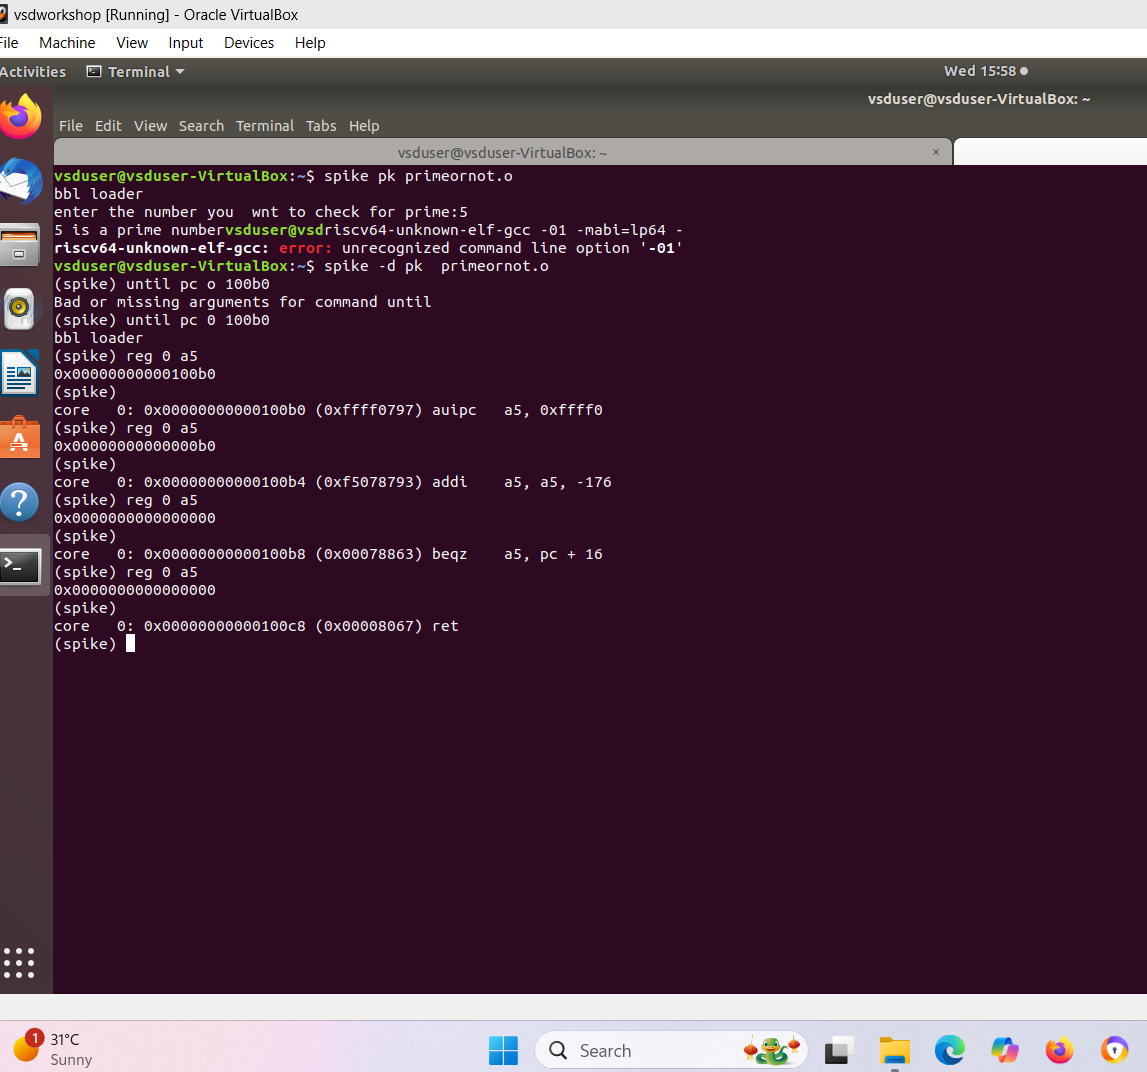 vsdworkshop [Running] - Oracle VirtualBox
File Machine View Input Devices Help
Activities Terminal Wed 15:58
vsduser@vsduser-VirtualBox: ~
File Edit View Search Terminal Tabs Help
vsduser@vsduser-VirtualBox: ~ ×
vsduser@vsduser-VirtualBox:~$ spike pk primeornot.o
bbl loader
enter the number you  wnt to check for prime:5
5 is a prime numbervsduser@vsdriscv64-unknown-elf-gcc -01 -mabi=lp64 -
riscv64-unknown-elf-gcc: error: unrecognized command line option '-01'
vsduser@vsduser-VirtualBox:~$ spike -d pk  primeornot.o
(spike) until pc o 100b0
Bad or missing arguments for command until
(spike) until pc 0 100b0
bbl loader
(spike) reg 0 a5
0x00000000000100b0
(spike)
core   0: 0x00000000000100b0 (0xffff0797) auipc   a5, 0xffff0
(spike) reg 0 a5
0x00000000000000b0
(spike)
core   0: 0x00000000000100b4 (0xf5078793) addi    a5, a5, -176
(spike) reg 0 a5
0x0000000000000000
(spike)
core   0: 0x00000000000100b8 (0x00078863) beqz    a5, pc + 16
(spike) reg 0 a5
0x0000000000000000
(spike)
core   0: 0x00000000000100c8 (0x00008067) ret
(spike)
1
31°C
Sunny
Search